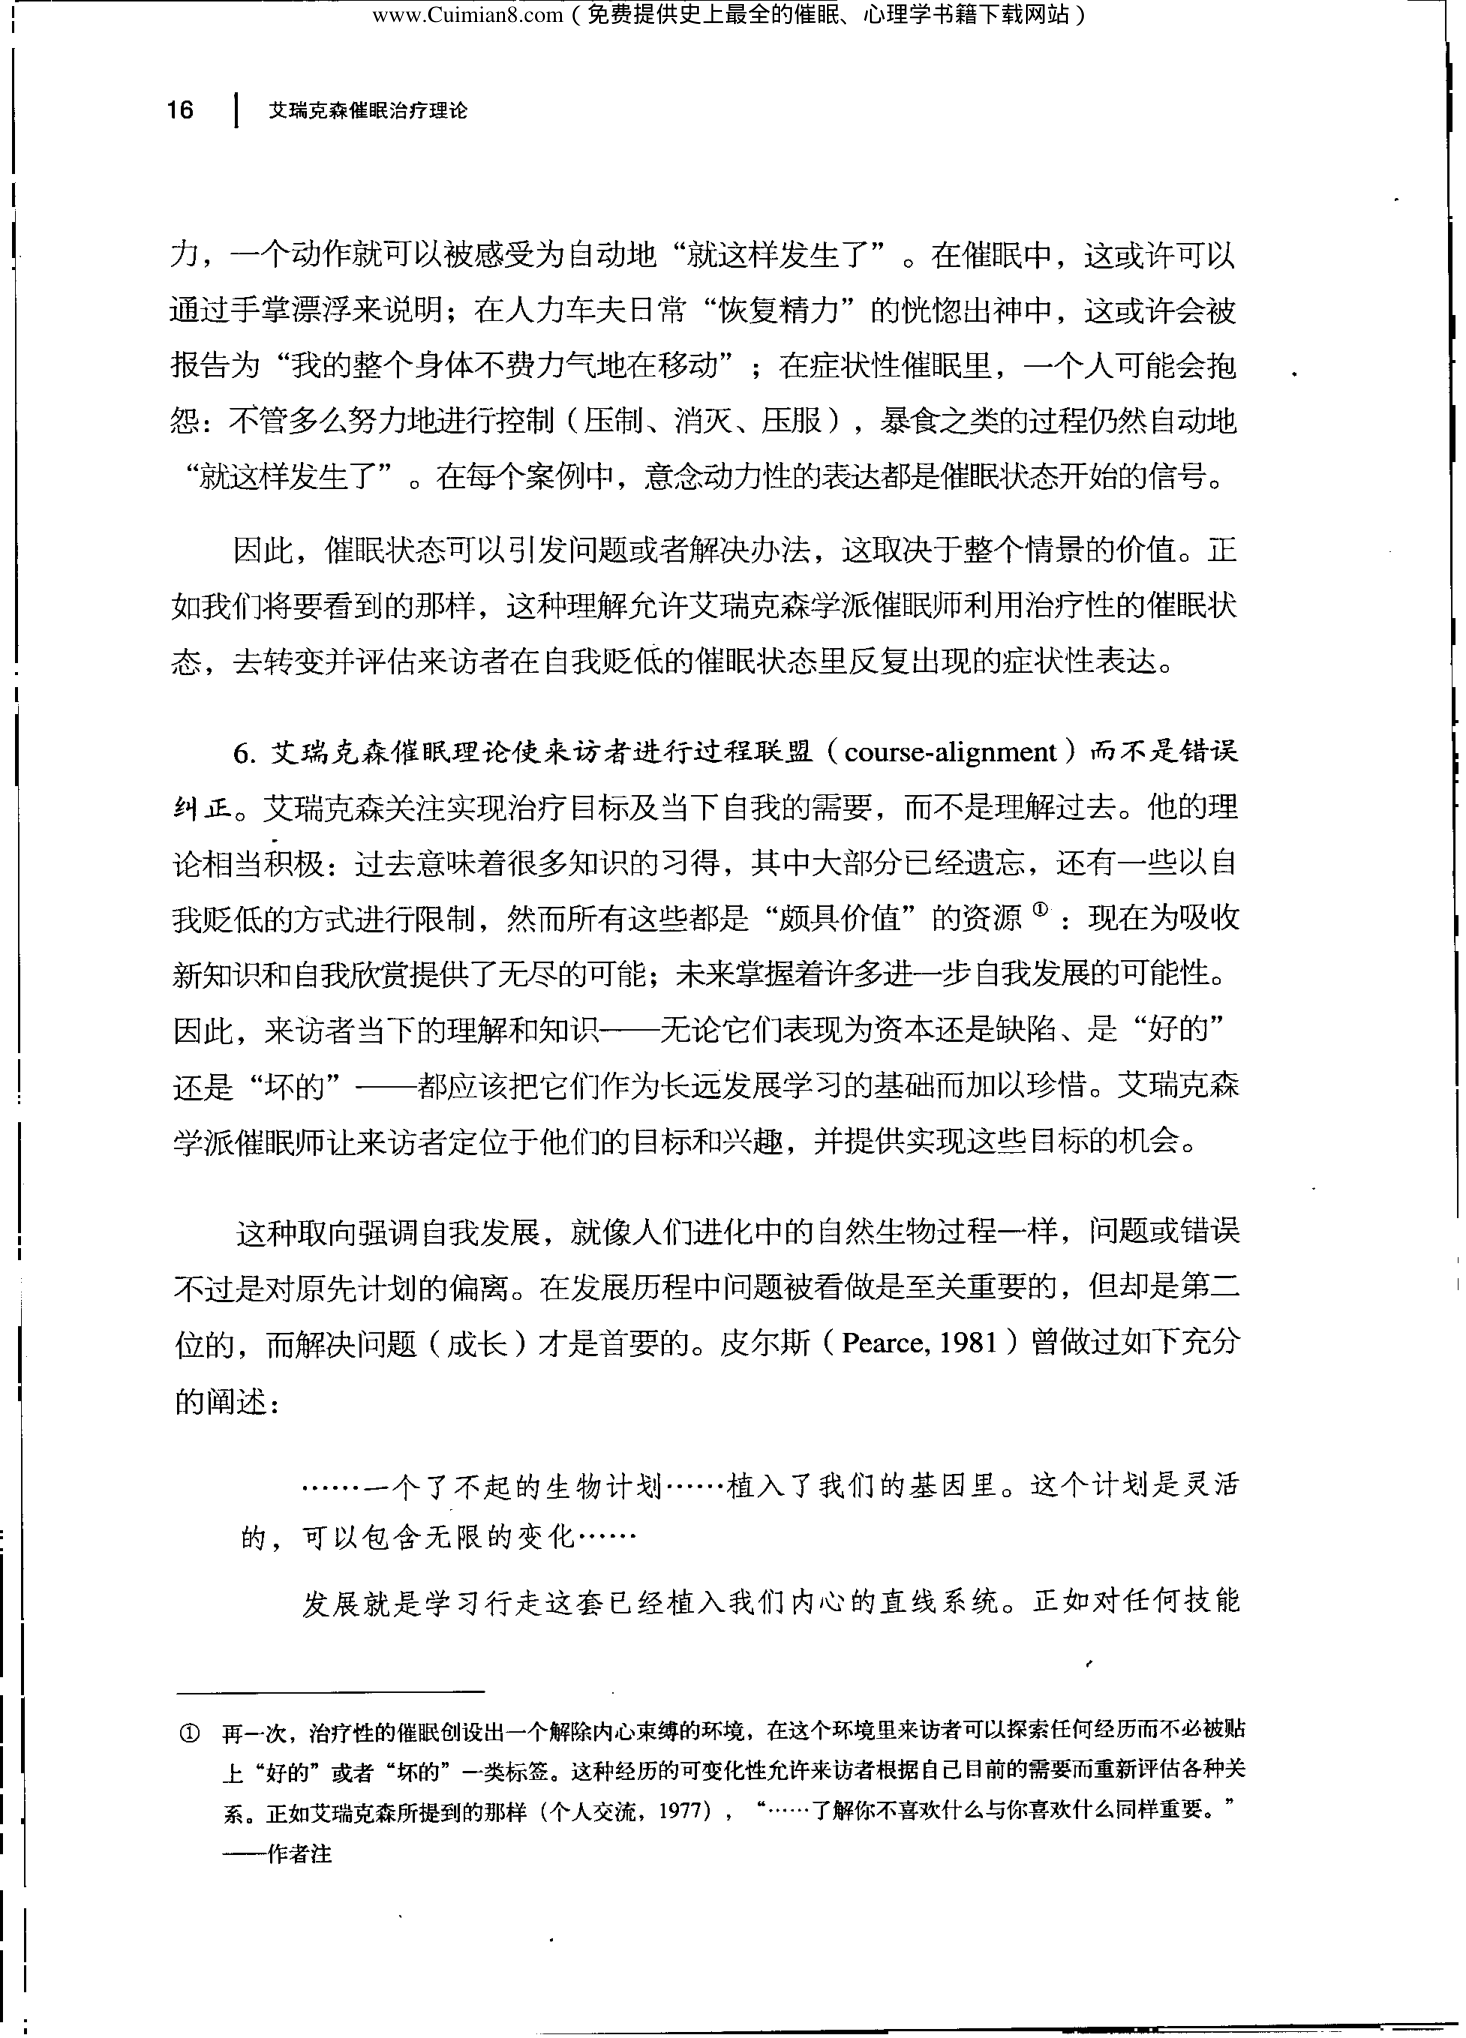 www.Cuimian8.com（免费提供史上最全的催眠、心理学书籍下载网站）
16 艾瑞克森催眠治疗理论
力，一个动作就可以被感受为自动地“就这样发生了”。在催眠中，这或许可以
通过手掌漂浮来说明；在人力车夫日常“恢复精力”的恍惚出神中，这或许会被
报告为“我的整个身体不费力气地在移动”；在症状性催眠里，一个人可能会抱
怨：不管多么努力地进行控制（压制、消灭、压服），暴食之类的过程仍然自动地
“就这样发生了”。在每个案例中，意念动力性的表达都是催眠状态开始的信号。
因此，催眠状态可以引发问题或者解决办法，这取决于整个情景的价值。正
如我们将要看到的那样，这种理解允许艾瑞克森学派催眠师利用治疗性的催眠状
态，去转变并评估来访者在自我贬低的催眠状态里反复出现的症状性表达。
6. 艾瑞克森催眠理论使来访者进行过程联盟（course-alignment）而不是错误
纠正。艾瑞克森关注实现治疗目标及当下自我的需要，而不是理解过去。他的理
论相当积极：过去意味着很多知识的习得，其中大部分已经遗忘，还有一些以自
我贬低的方式进行限制，然而所有这些都是“颇具价值”的资源①：现在为吸收
新知识和自我欣赏提供了无尽的可能；未来掌握着许多进一步自我发展的可能性。
因此，来访者当下的理解和知识——无论它们表现为资本还是缺陷、是“好的”
还是“坏的”——都应该把它们作为长远发展学习的基础而加以珍惜。艾瑞克森
学派催眠师让来访者定位于他们的目标和兴趣，并提供实现这些目标的机会。
这种取向强调自我发展，就像人们进化中的自然生物过程一样，问题或错误
不过是对原先计划的偏离。在发展历程中问题被看做是至关重要的，但却是第二
位的，而解决问题（成长）才是首要的。皮尔斯（Pearce, 1981）曾做过如下充分
的阐述：
……一个了不起的生物计划……植入了我们的基因里。这个计划是灵活
的，可以包含无限的变化……
发展就是学习行走这套已经植入我们内心的直线系统。正如对任何技能
① 再一次，治疗性的催眠创设出一个解除内心束缚的环境，在这个环境里来访者可以探索任何经历而不必被贴
上“好的”或者“坏的”一类标签。这种经历的可变化性允许来访者根据自己目前的需要而重新评估各种关
系。正如艾瑞克森所提到的那样（个人交流，1977），“……了解你不喜欢什么与你喜欢什么同样重要。”
——作者注